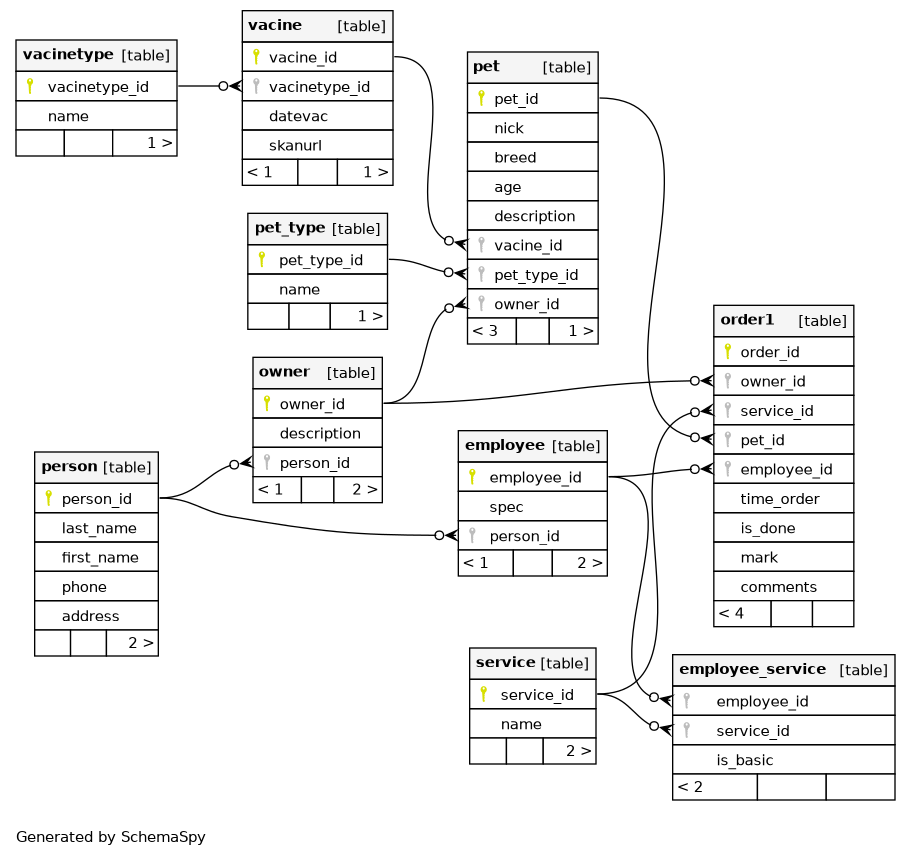 vacinetype [table]
vacinetype_id
name
1 >
vacine [table]
vacine_id
vacinetype_id
datevac
skanurl
< 1 1 >
pet [table]
pet_id
nick
breed
age
description
vacine_id
pet_type_id
owner_id
< 3 1 >
pet_type [table]
pet_type_id
name
1 >
owner [table]
owner_id
description
person_id
< 1 2 >
order1 [table]
order_id
owner_id
service_id
pet_id
employee_id
time_order
is_done
mark
comments
< 4
person [table]
person_id
last_name
first_name
phone
address
2 >
employee [table]
employee_id
spec
person_id
< 1 2 >
service [table]
service_id
name
2 >
employee_service [table]
employee_id
service_id
is_basic
< 2
Generated by SchemaSpy